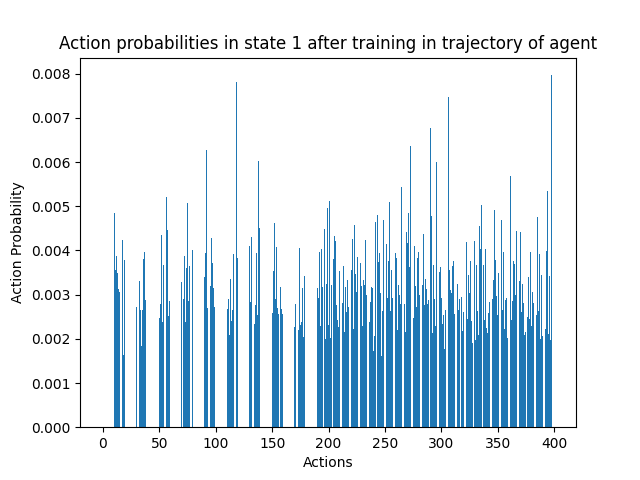 Action probabilities in state 1 after training in trajectory of agent
0.008
0.007
0.006
0.005
0.004
0.003
0.002
0.001
0.000
Action Probability
0 50 100 150 200 250 300 350 400
Actions